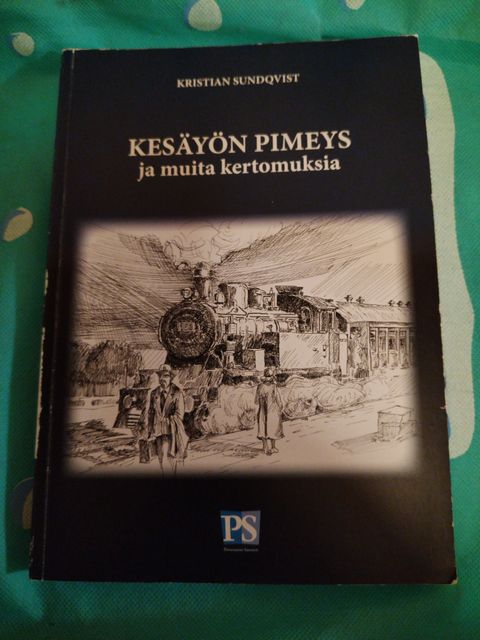 KRISTIAN SUNDQVIST
KESÄYÖN PIMEYS
ja muita kertomuksia
PS